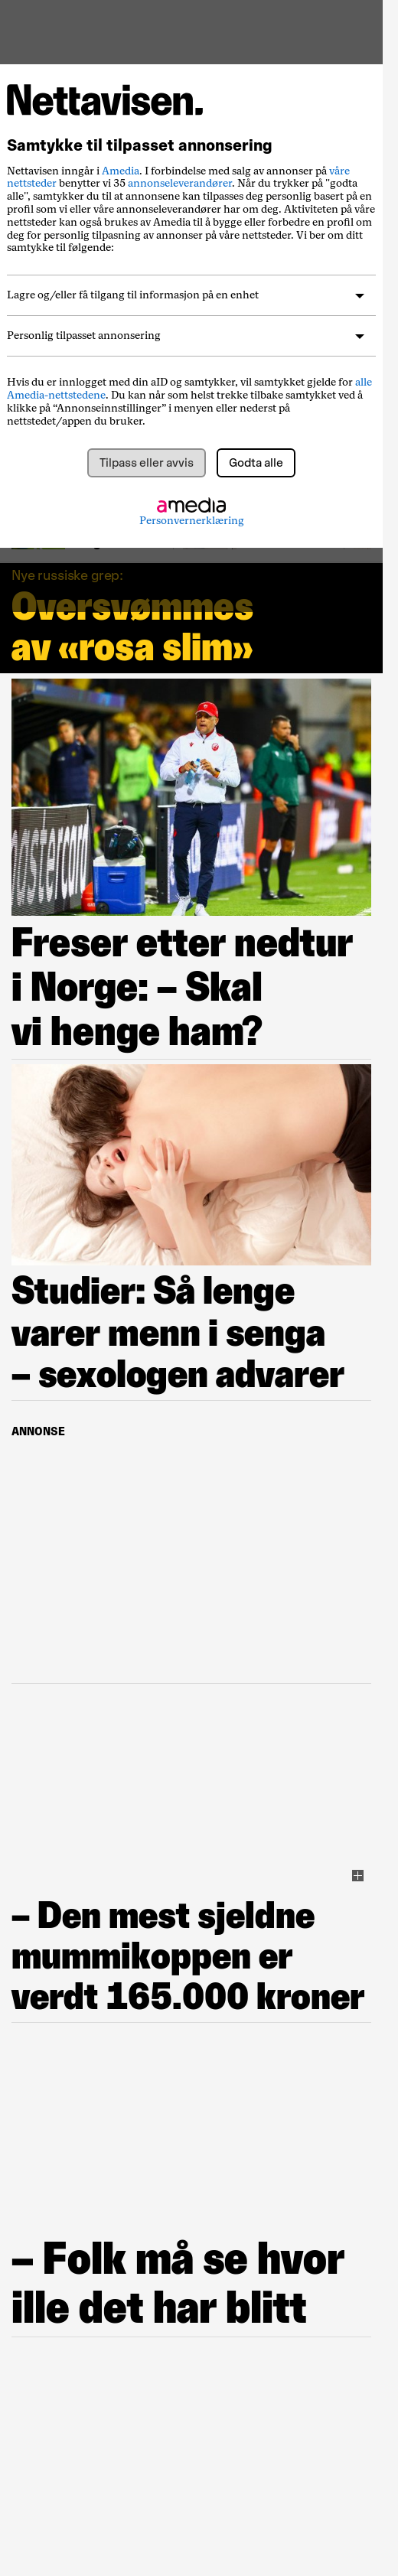 Nettavisen.
Samtykke til tilpasset annonsering
Nettavisen inngår i Amedia. I forbindelse med salg av annonser på våre
nettsteder benytter vi 35 annonseleverandører. Når du trykker på "godta
alle", samtykker du til at annonsene kan tilpasses deg personlig basert på en
profil som vi eller våre annonseleverandører har om deg. Aktiviteten på våre
nettsteder kan også brukes av Amedia til å bygge eller forbedre en profil om
deg for personlig tilpasning av annonser på våre nettsteder. Vi ber om ditt
samtykke til følgende:
Lagre og/eller få tilgang til informasjon på en enhet
Personlig tilpasset annonsering
Hvis du er innlogget med din aID og samtykker, vil samtykket gjelde for alle
Amedia-nettstedene. Du kan når som helst trekke tilbake samtykket ved å
klikke på “Annonseinnstillinger” i menyen eller nederst på
nettstedet/appen du bruker.
Tilpass eller avvis Godta alle
amedia
Personvernerklæring
Nye russiske grep:
Oversvømmes
av «rosa slim»
Freser etter nedtur
i Norge: – Skal
vi henge ham?
Studier: Så lenge
varer menn i senga
– sexologen advarer
ANNONSE
– Den mest sjeldne
mummikoppen er
verdt 165.000 kroner
– Folk må se hvor
ille det har blitt